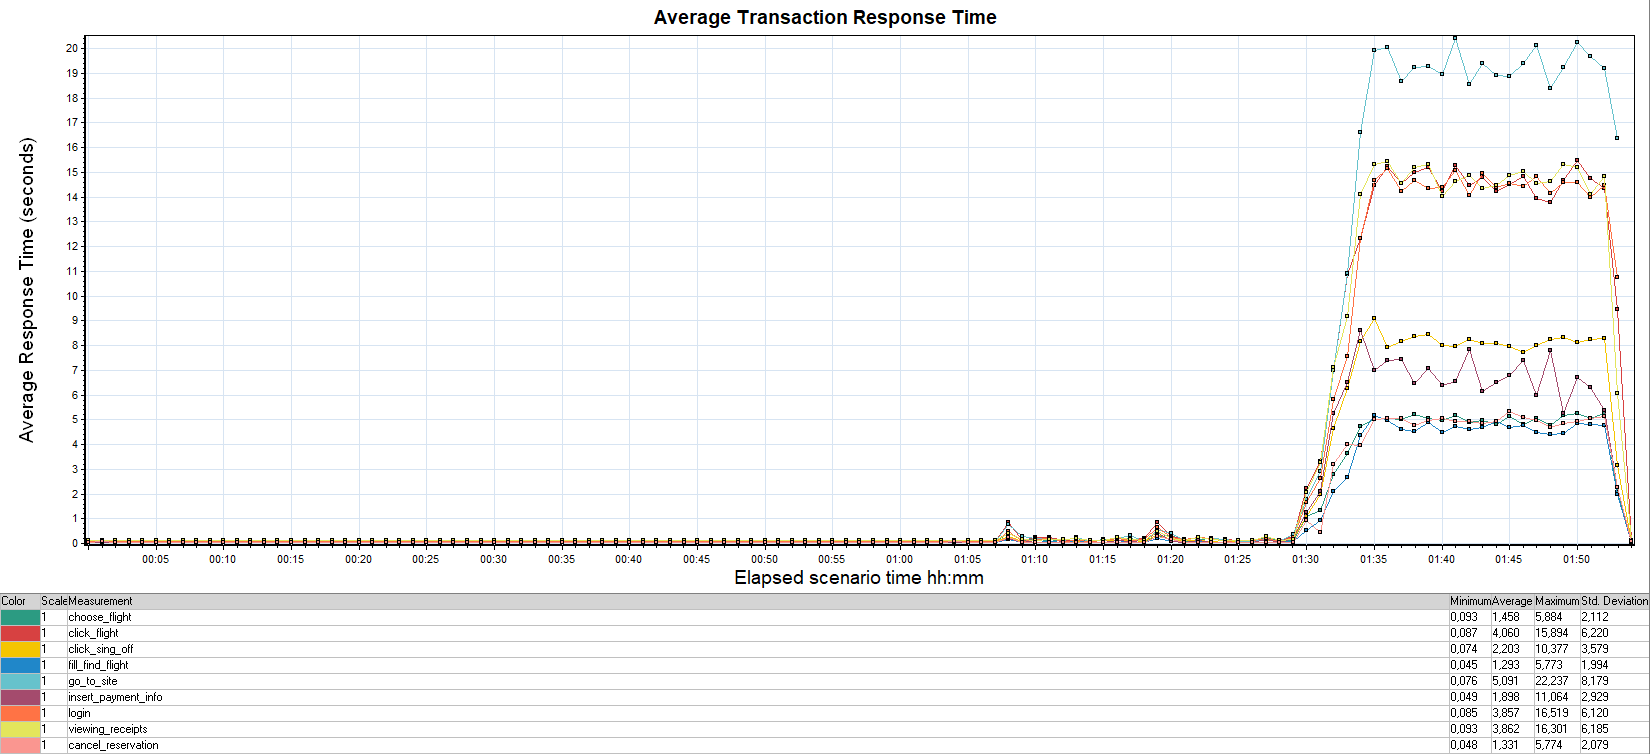 Average Transaction Response Time
Average Response Time (seconds)
20
19
18
17
16
15
14
13
12
11
10
9
8
7
6
5
4
3
2
1
0
00:05 00:10 00:15 00:20 00:25 00:30 00:35 00:40 00:45 00:50 00:55 01:00 01:05 01:10 01:15 01:20 01:25 01:30 01:35 01:40 01:45 01:50
Elapsed scenario time hh:mm
Color Scale Measurement Minimum Average Maximum Std. Deviation
1 choose_flight 0,093 1,458 5,884 2,112
1 click_flight 0,087 4,060 15,894 6,220
1 click_sing_off 0,074 2,203 10,377 3,579
1 fill_find_flight 0,045 1,293 5,773 1,994
1 go_to_site 0,076 5,091 22,237 8,179
1 insert_payment_info 0,049 1,898 11,064 2,929
1 login 0,085 3,857 16,519 6,120
1 viewing_receipts 0,093 3,862 16,301 6,185
1 cancel_reservation 0,048 1,331 5,774 2,079